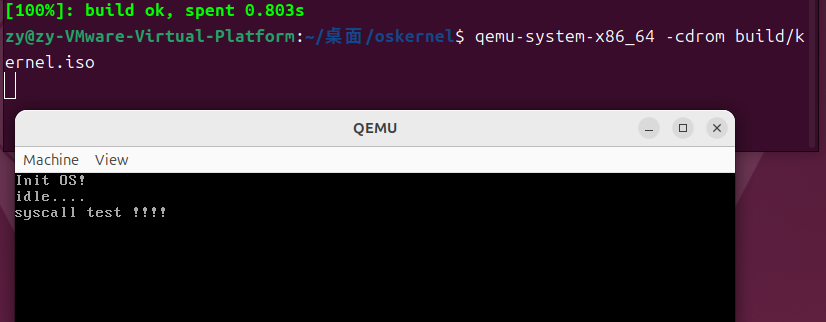 [100%]: build ok, spent 0.803s
zy@zy-VMware-Virtual-Platform:~/桌面/oskernel$ qemu-system-x86_64 -cdrom build/k
ernel.iso
QEMU
Machine View
Init OS!
idle....
syscall test !!!!